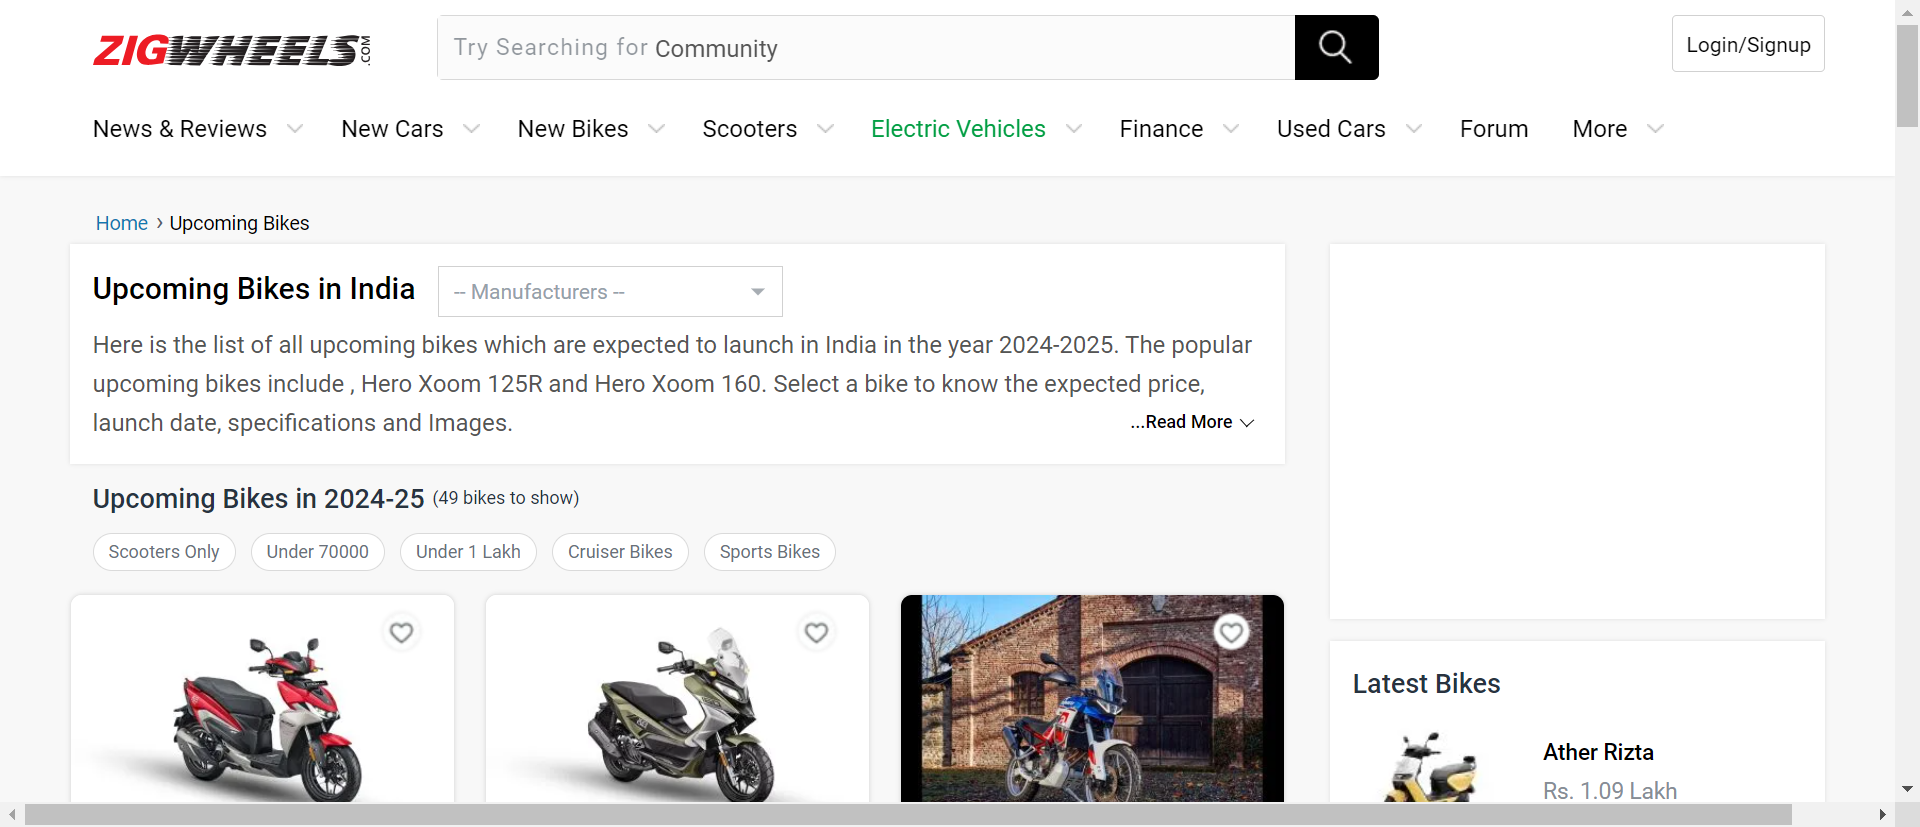 ZIGWHEELS.COM
Try Searching for Community
Login/Signup
News & Reviews New Cars New Bikes Scooters Electric Vehicles Finance Used Cars Forum More
Home › Upcoming Bikes
Upcoming Bikes in India
-- Manufacturers --
Here is the list of all upcoming bikes which are expected to launch in India in the year 2024-2025. The popular
upcoming bikes include , Hero Xoom 125R and Hero Xoom 160. Select a bike to know the expected price,
launch date, specifications and Images.
...Read More
Upcoming Bikes in 2024-25 (49 bikes to show)
Scooters Only Under 70000 Under 1 Lakh Cruiser Bikes Sports Bikes
Latest Bikes
Ather Rizta
Rs. 1.09 Lakh